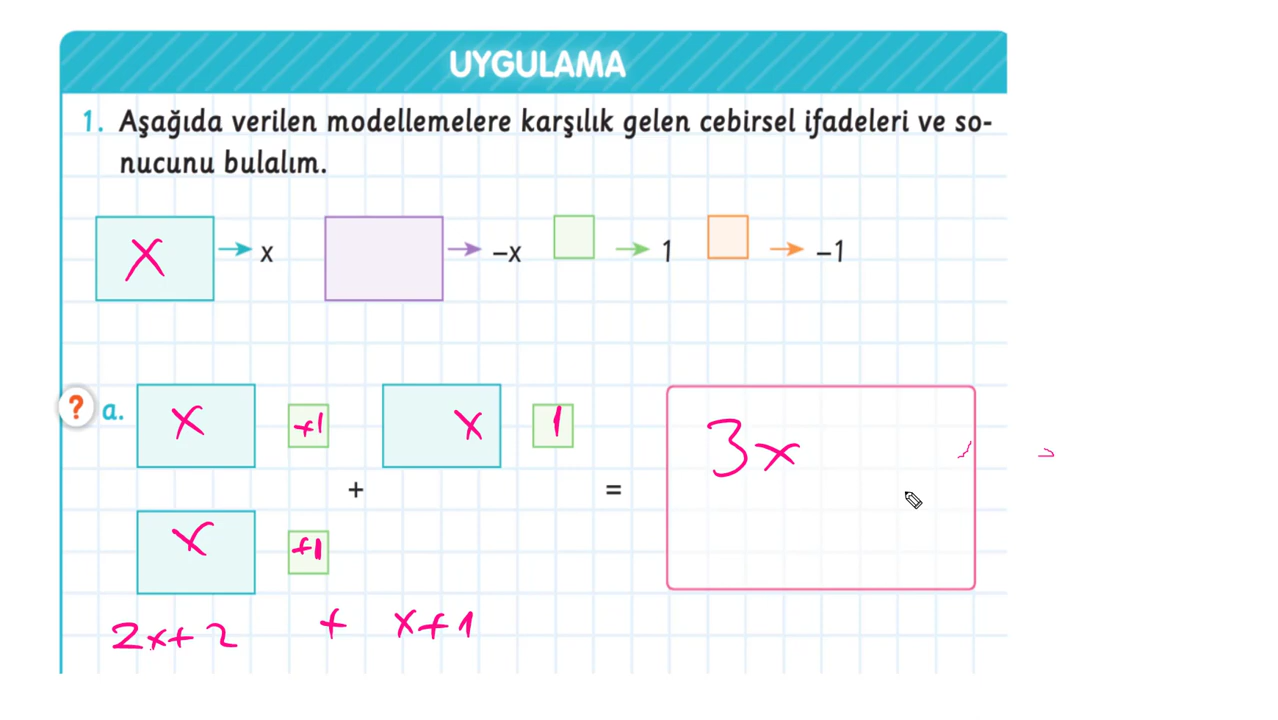 UYGULAMA
1. Aşağıda verilen modellemelere karşılık gelen cebirsel ifadeleri ve so-
nucunu bulalım.
X → x → –x → 1 → –1
? a. x +1 x 1 3x
+ =
x +1
2x+2 + x+1